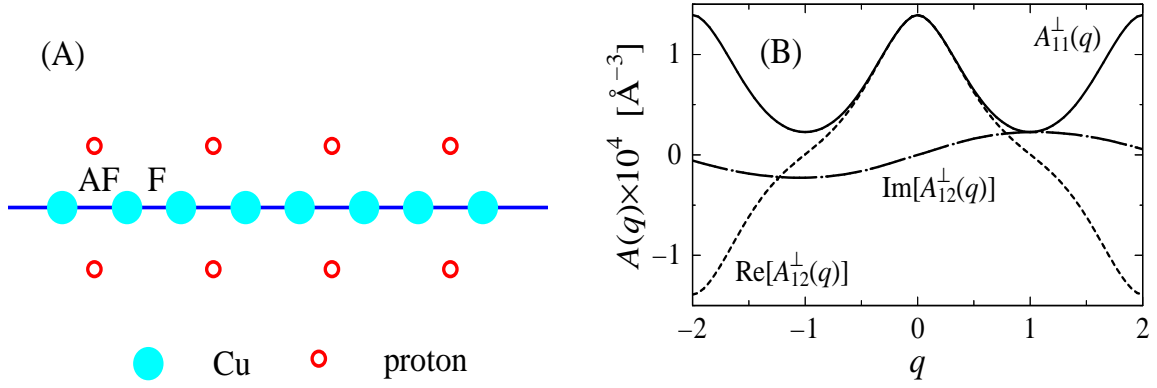 (A)
AF F
Cu proton
(B)
A⊥11(q)
Im[A⊥12(q)]
Re[A⊥12(q)]
A(q)×10⁴ [Å⁻³]
1
0
−1
−2 −1 0 1 2
q